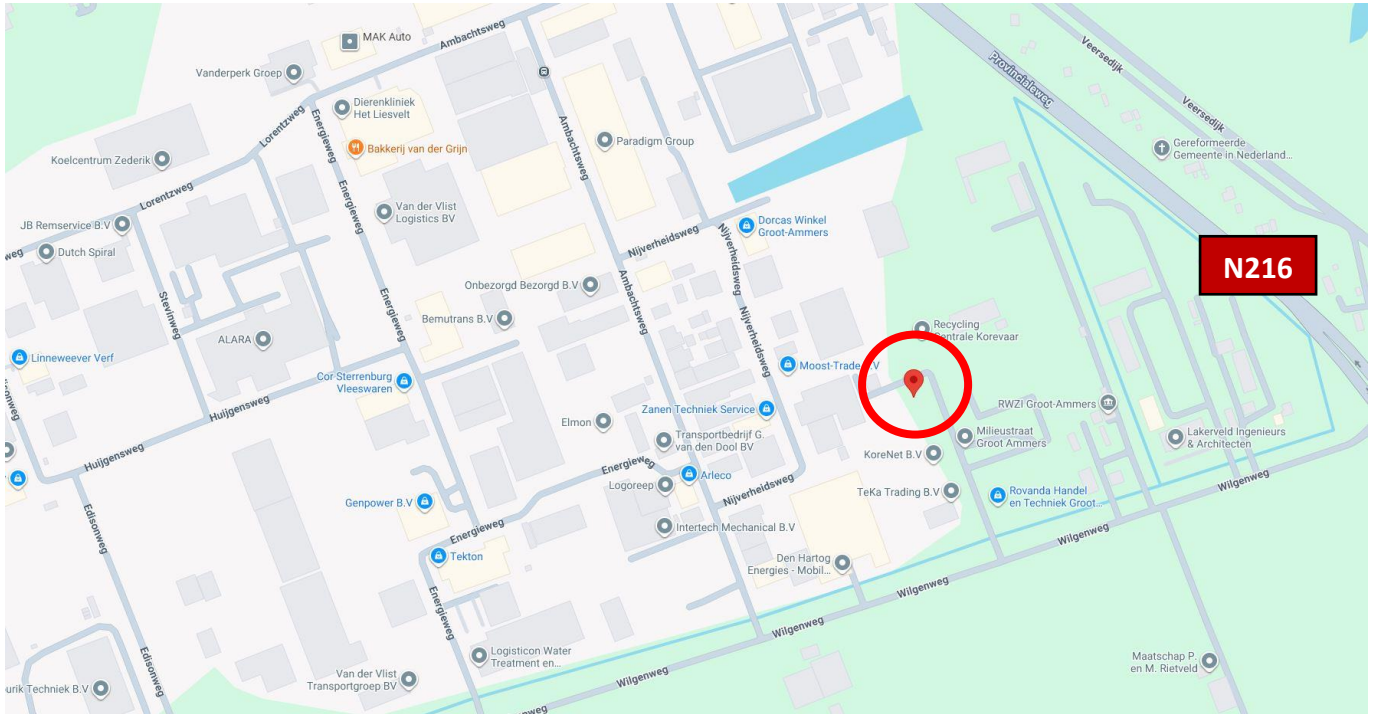 MAK Auto
Ambachtsweg
Vanderperk Groep
Lorentzweg
Energieweg
Dierenkliniek
Het Liesvelt
Bakkerij van der Grijn
Koelcentrum Zederik
Lorentzweg
Energieweg
Ambachtsweg
Paradigm Group
Provincialeweg
Veersedijk
Veersedijk
Gereformeerde
Gemeente in Nederland...
JB Remservice B.V
weg
Dutch Spiral
Van der Vlist
Logistics BV
Nijverheidsweg
Dorcas Winkel
Groot-Ammers
Nijverheidsweg
N216
Stevinweg
Energieweg
Onbezorgd Bezorgd B.V
Ambachtsweg
Bemutrans B.V
ALARA
Linneweever Verf
Recycling
Centrale Korevaar
Moost-Trade B.V
Nijverheidsweg
Cor Sterrenburg
Vleeswaren
Huijgensweg
Zanen Techniek Service
Elmon
RWZI Groot-Ammers
Transportbedrijf G.
van den Dool BV
Milieustraat
Groot Ammers
Lakerveld Ingenieurs
& Architecten
KoreNet B.V
Huijgensweg
Energieweg
Arleco
Logoreep
Nijverheidsweg
TeKa Trading B.V
Rovanda Handel
en Techniek Groot...
Wilgenweg
Genpower B.V
Edisonweg
Energieweg
Intertech Mechanical B.V
Wilgenweg
Tekton
Den Hartog
Energies - Mobil...
Wilgenweg
Energieweg
Wilgenweg
Edisonweg
Logisticon Water
Treatment en...
Van der Vlist
Transportgroep BV
Wilgenweg
Maatschap P.
en M. Rietveld
urik Techniek B.V
weg